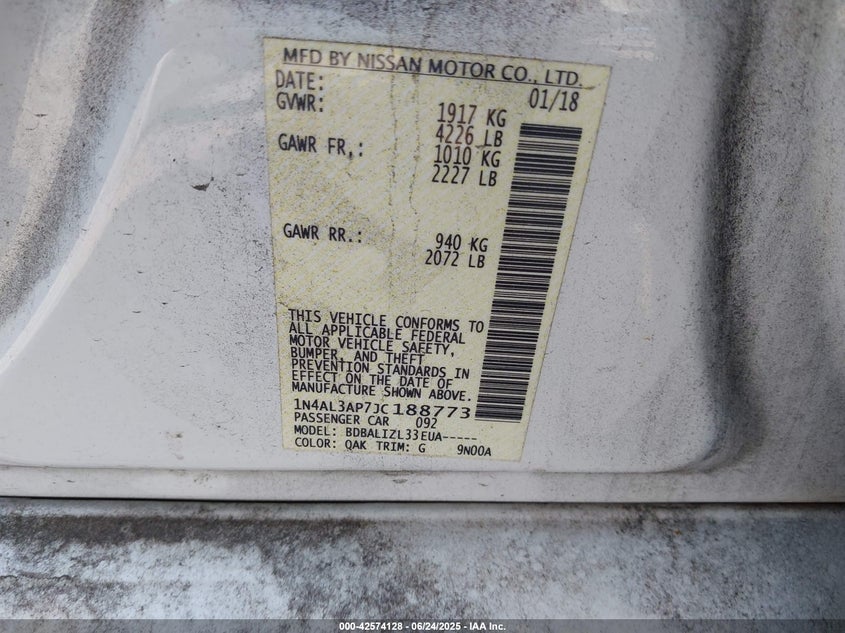 MFD BY NISSAN MOTOR CO., LTD.
DATE: 01/18
GVWR: 1917 KG
4226 LB
GAWR FR,: 1010 KG
2227 LB
GAWR RR.: 940 KG
2072 LB
THIS VEHICLE CONFORMS TO
ALL APPLICABLE FEDERAL
MOTOR VEHICLE SAFETY,
BUMPER, AND THEFT
PREVENTION STANDARDS IN
EFFECT ON THE DATE OF
MANUFACTURE SHOWN ABOVE.
1N4AL3AP7JC188773
PASSENGER CAR 092
MODEL: BDBALIZL33EUA-----
COLOR: QAK TRIM: G 9N00A
000-42574128 - 06/24/2025 - IAA Inc.